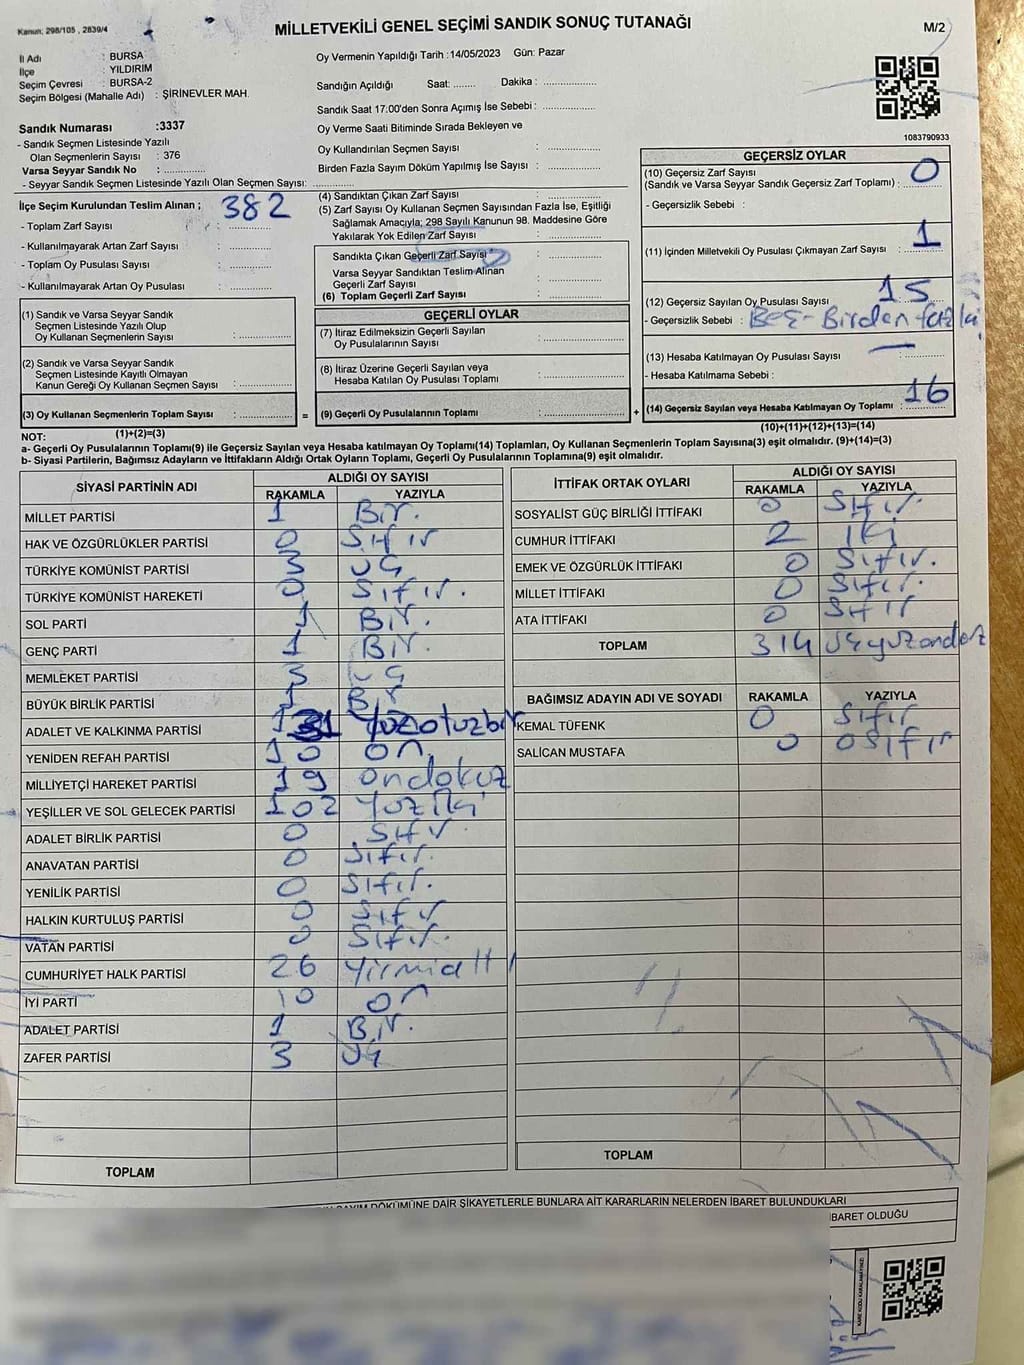 Kanun: 298/105 , 2839/4
MİLLETVEKİLİ GENEL SEÇİMİ SANDIK SONUÇ TUTANAĞI
M/2
İl Adı : BURSA
İlçe : YILDIRIM
Seçim Çevresi : BURSA-2
Seçim Bölgesi (Mahalle Adı) : ŞİRİNEVLER MAH.
Sandık Numarası :3337
- Sandık Seçmen Listesinde Yazılı
Olan Seçmenlerin Sayısı : 376
Varsa Seyyar Sandık No :
- Seyyar Sandık Seçmen Listesinde Yazılı Olan Seçmen Sayısı:
İlçe Seçim Kurulundan Teslim Alınan ; 382
- Toplam Zarf Sayısı :
- Kullanılmayarak Artan Zarf Sayısı :
- Toplam Oy Pusulası Sayısı :
- Kullanılmayarak Artan Oy Pusulası :
Oy Vermenin Yapıldığı Tarih :14/05/2023 Gün: Pazar
Sandığın Açıldığı Saat: Dakika :
Sandık Saat 17:00'den Sonra Açımış İse Sebebi :
Oy Verme Saati Bitiminde Sırada Bekleyen ve
Oy Kullandırılan Seçmen Sayısı :
Birden Fazla Sayım Döküm Yapılmış İse Sayısı :
(4) Sandıktan Çıkan Zarf Sayısı :
(5) Zarf Sayısı Oy Kullanan Seçmen Sayısından Fazla İse, Eşitliği
Sağlamak Amacıyla; 298 Sayılı Kanunun 98. Maddesine Göre
Yakılarak Yok Edilen Zarf Sayısı :
Sandıkta Çıkan Geçerli Zarf Sayısı 0 :
Varsa Seyyar Sandıktan Teslim Alınan
Geçerli Zarf Sayısı :
(6) Toplam Geçerli Zarf Sayısı :
1083790933
GEÇERSİZ OYLAR
(10) Geçersiz Zarf Sayısı 0
(Sandık ve Varsa Seyyar Sandık Geçersiz Zarf Toplamı) :
- Geçersizlik Sebebi :
(11) İçinden Milletvekili Oy Pusulası Çıkmayan Zarf Sayısı : 1
(12) Geçersiz Sayılan Oy Pusulası Sayısı : 15
- Geçersizlik Sebebi : Boş-Birden fazla
(13) Hesaba Katılmayan Oy Pusulası Sayısı : —
- Hesaba Katılmama Sebebi :
(14) Geçersiz Sayılan veya Hesaba Katılmayan Oy Toplamı : 16
(10)+(11)+(12)+(13)=(14)
(1) Sandık ve Varsa Seyyar Sandık
Seçmen Listesinde Yazılı Olup
Oy Kullanan Seçmenlerin Sayısı :
(2) Sandık ve Varsa Seyyar Sandık
Seçmen Listesinde Kayıtlı Olmayan
Kanun Gereği Oy Kullanan Seçmen Sayısı :
(3) Oy Kullanan Seçmenlerin Toplam Sayısı : =
(1)+(2)=(3)
GEÇERLİ OYLAR
(7) İtiraz Edilmeksizin Geçerli Sayılan
Oy Pusulalarının Sayısı :
(8) İtiraz Üzerine Geçerli Sayılan veya
Hesaba Katılan Oy Pusulası Toplamı :
(9) Geçerli Oy Pusulalarının Toplamı : +
NOT:
a- Geçerli Oy Pusulalarının Toplamı(9) ile Geçersiz Sayılan veya Hesaba katılmayan Oy Toplamı(14) Toplamları, Oy Kullanan Seçmenlerin Toplam Sayısına(3) eşit olmalıdır. (9)+(14)=(3)
b- Siyasi Partilerin, Bağımsız Adayların ve İttifakların Aldığı Ortak Oyların Toplamı, Geçerli Oy Pusulalarının Toplamına(9) eşit olmalıdır.
SİYASİ PARTİNİN ADI ALDIĞI OY SAYISI
RAKAMLA YAZIYLA
MİLLET PARTİSİ 1 Bir.
HAK VE ÖZGÜRLÜKLER PARTİSİ 0 Sıfır
TÜRKİYE KOMÜNİST PARTİSİ 3 Üç
TÜRKİYE KOMÜNİST HAREKETİ 0 Sıfır.
SOL PARTİ 1 Bir.
GENÇ PARTİ 1 Bir.
MEMLEKET PARTİSİ 3 Üç
BÜYÜK BİRLİK PARTİSİ 1 Bir
ADALET VE KALKINMA PARTİSİ 131 Yüzotuzbir
YENİDEN REFAH PARTİSİ 10 On
MİLLİYETÇİ HAREKET PARTİSİ 19 ondokuz
YEŞİLLER VE SOL GELECEK PARTİSİ 102 Yüziki
ADALET BİRLİK PARTİSİ 0 Sıfır
ANAVATAN PARTİSİ 0 Sıfır.
YENİLİK PARTİSİ 0 Sıfır.
HALKIN KURTULUŞ PARTİSİ 0 Sıfır
VATAN PARTİSİ 0 Sıfır.
CUMHURİYET HALK PARTİSİ 26 Yirmialtı
İYİ PARTİ 10 on
ADALET PARTİSİ 1 Bir.
ZAFER PARTİSİ 3 Üç
TOPLAM
İTTİFAK ORTAK OYLARI ALDIĞI OY SAYISI
RAKAMLA YAZIYLA
SOSYALİST GÜÇ BİRLİĞİ İTTİFAKI 0 Sıfır.
CUMHUR İTTİFAKI 2 iki
EMEK VE ÖZGÜRLÜK İTTİFAKI 0 Sıfır.
MİLLET İTTİFAKI 0 Sıfır.
ATA İTTİFAKI 0 Sıfır
TOPLAM 314 üçyüzondört
BAĞIMSIZ ADAYIN ADI VE SOYADI RAKAMLA YAZIYLA
KEMAL TÜFENK 0 Sıfır
SALİCAN MUSTAFA 0 0Sıfır
TOPLAM
SAYIM DÖKÜMÜNE DAİR ŞİKAYETLERLE BUNLARA AİT KARARLARIN NELERDEN İBARET BULUNDUKLARI
İBARET OLDUĞU